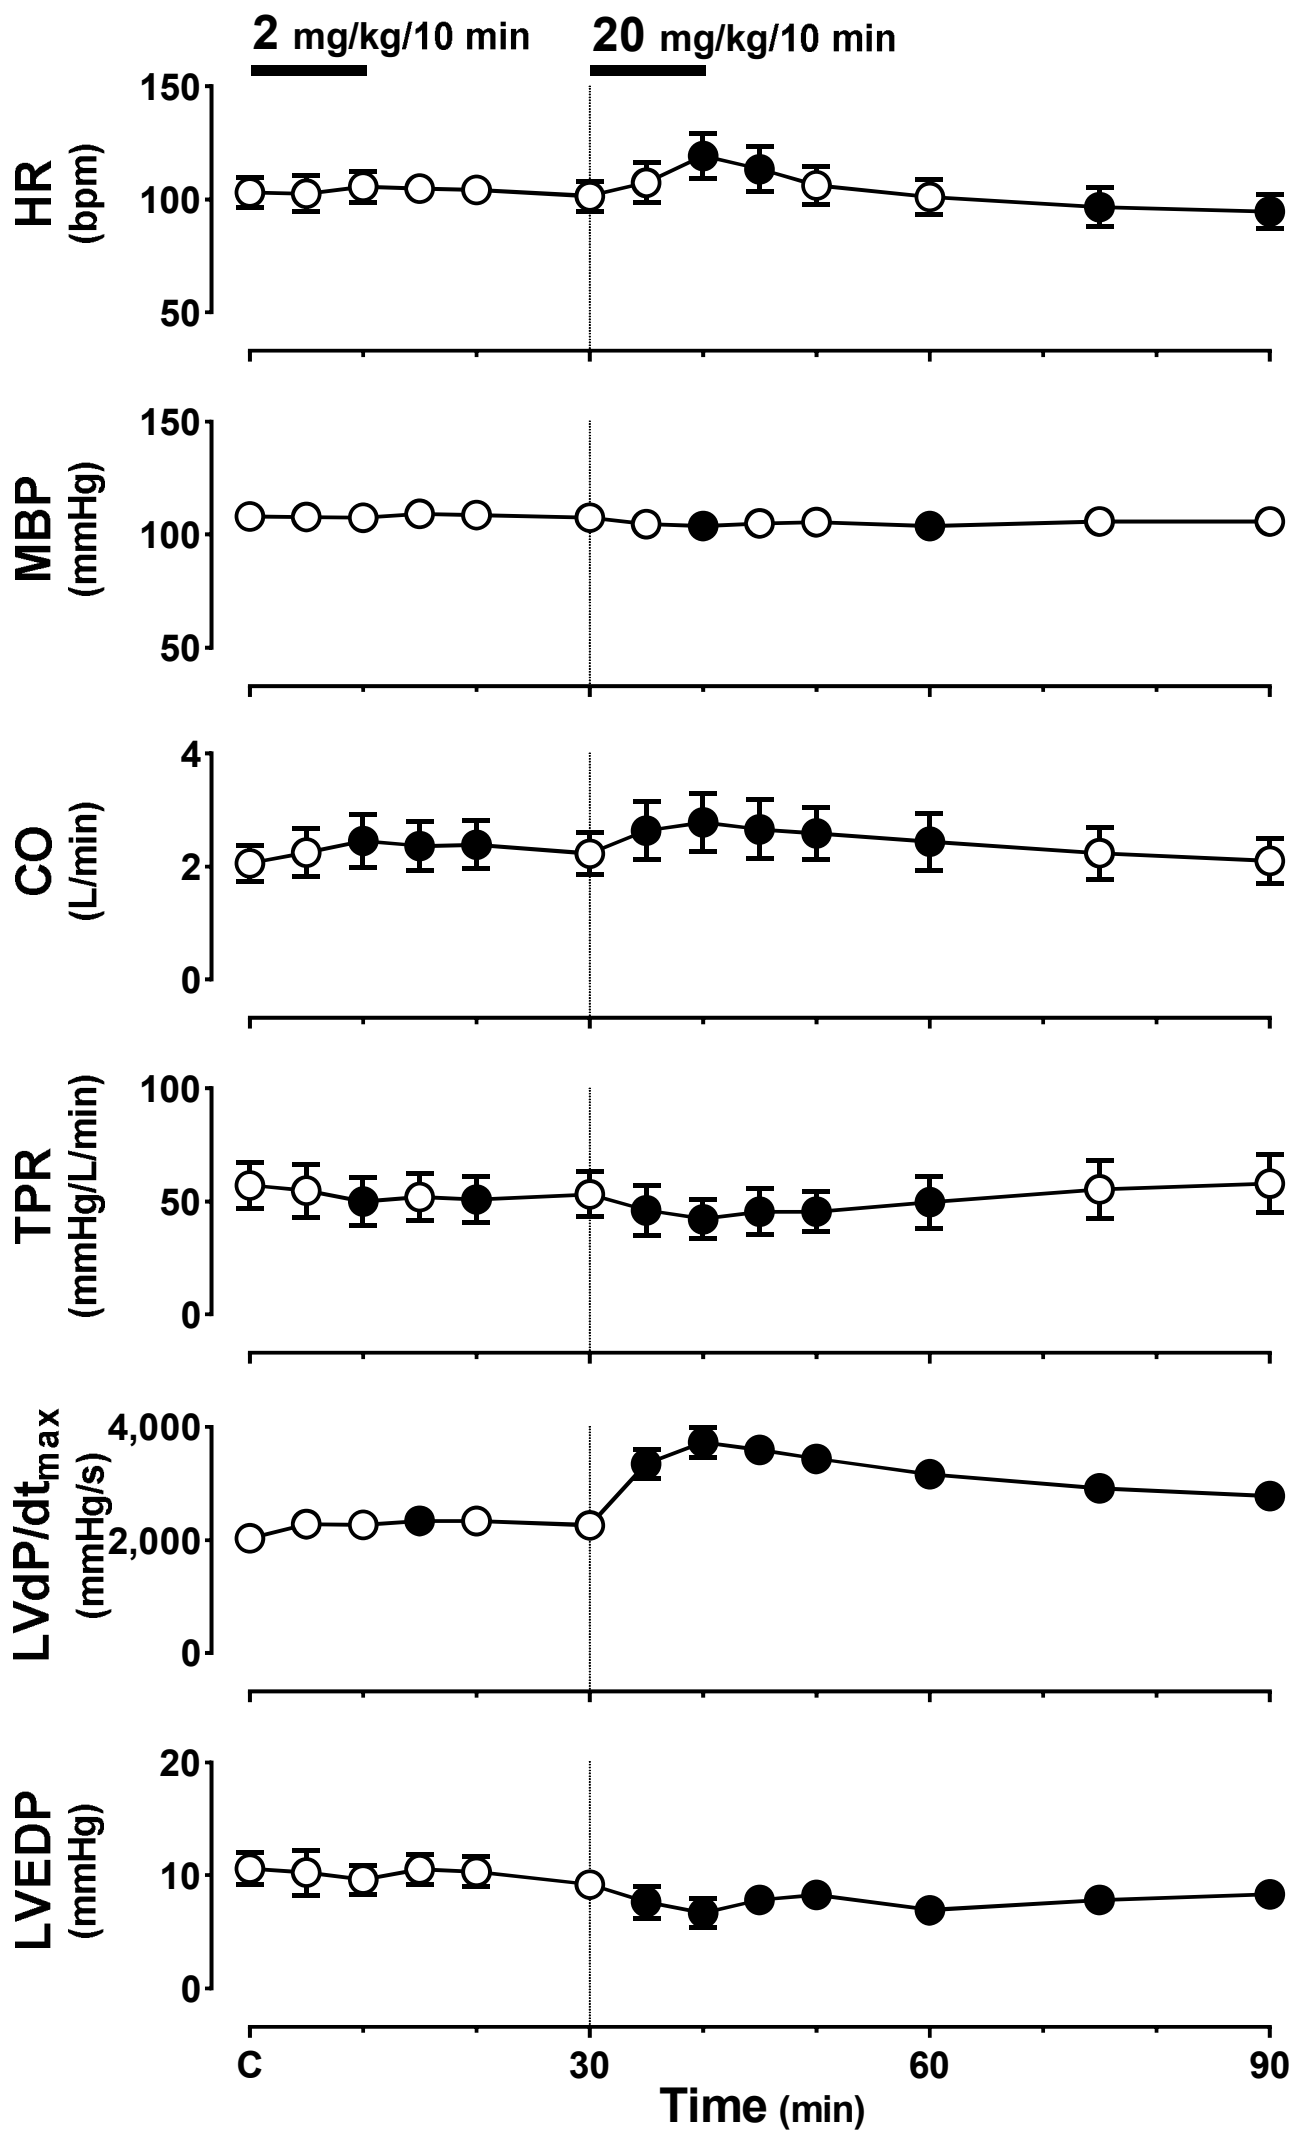 2 mg/kg/10 min
20 mg/kg/10 min
HR
(bpm)
150
100
50
MBP
(mmHg)
150
100
50
CO
(L/min)
4
2
0
TPR
(mmHg/L/min)
100
50
0
LVdP/dtmax
(mmHg/s)
4,000
2,000
0
LVEDP
(mmHg)
20
10
0
C 30 60 90
Time (min)